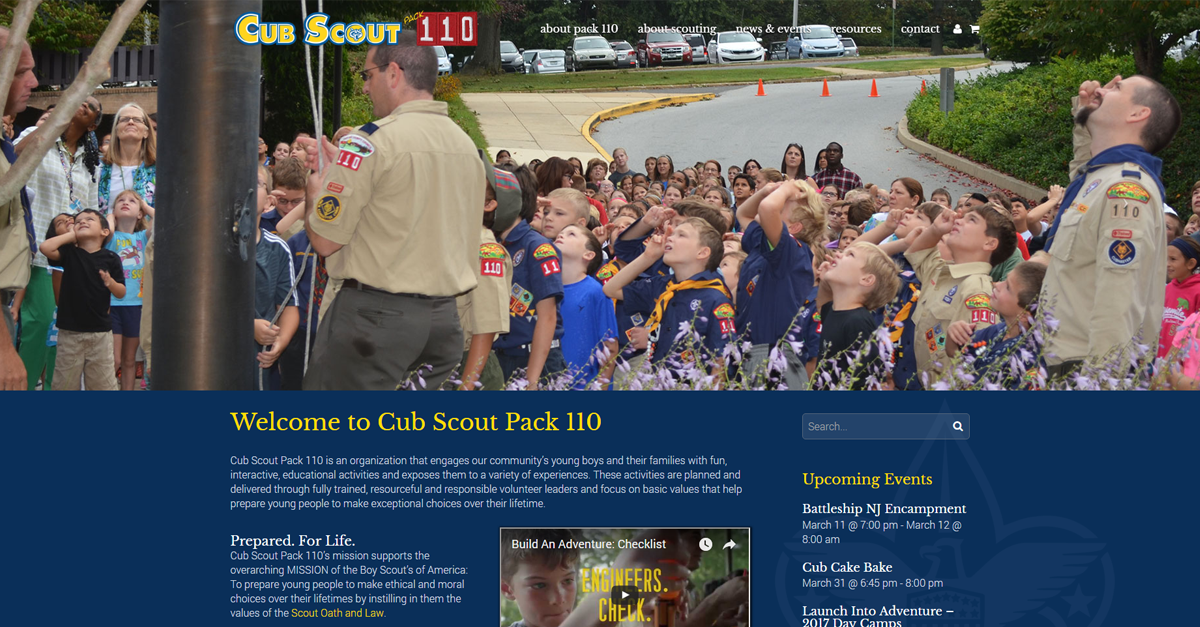 CUB SCOUT PACK 110
about pack 110 about scouting news & events resources contact
110
110
110
110
110
110
Welcome to Cub Scout Pack 110
Cub Scout Pack 110 is an organization that engages our community's young boys and their families with fun,
interactive, educational activities and exposes them to a variety of experiences. These activities are planned and
delivered through fully trained, resourceful and responsible volunteer leaders and focus on basic values that help
prepare young people to make exceptional choices over their lifetime.
Prepared. For Life.
Cub Scout Pack 110's mission supports the
overarching MISSION of the Boy Scout's of America:
To prepare young people to make ethical and moral
choices over their lifetimes by instilling in them the
values of the Scout Oath and Law.
Build An Adventure: Checklist
ENGINEERS.
CHECK.
Search...
Upcoming Events
Battleship NJ Encampment
March 11 @ 7:00 pm - March 12 @
8:00 am
Cub Cake Bake
March 31 @ 6:45 pm - 8:00 pm
Launch Into Adventure –
2017 Day Camps